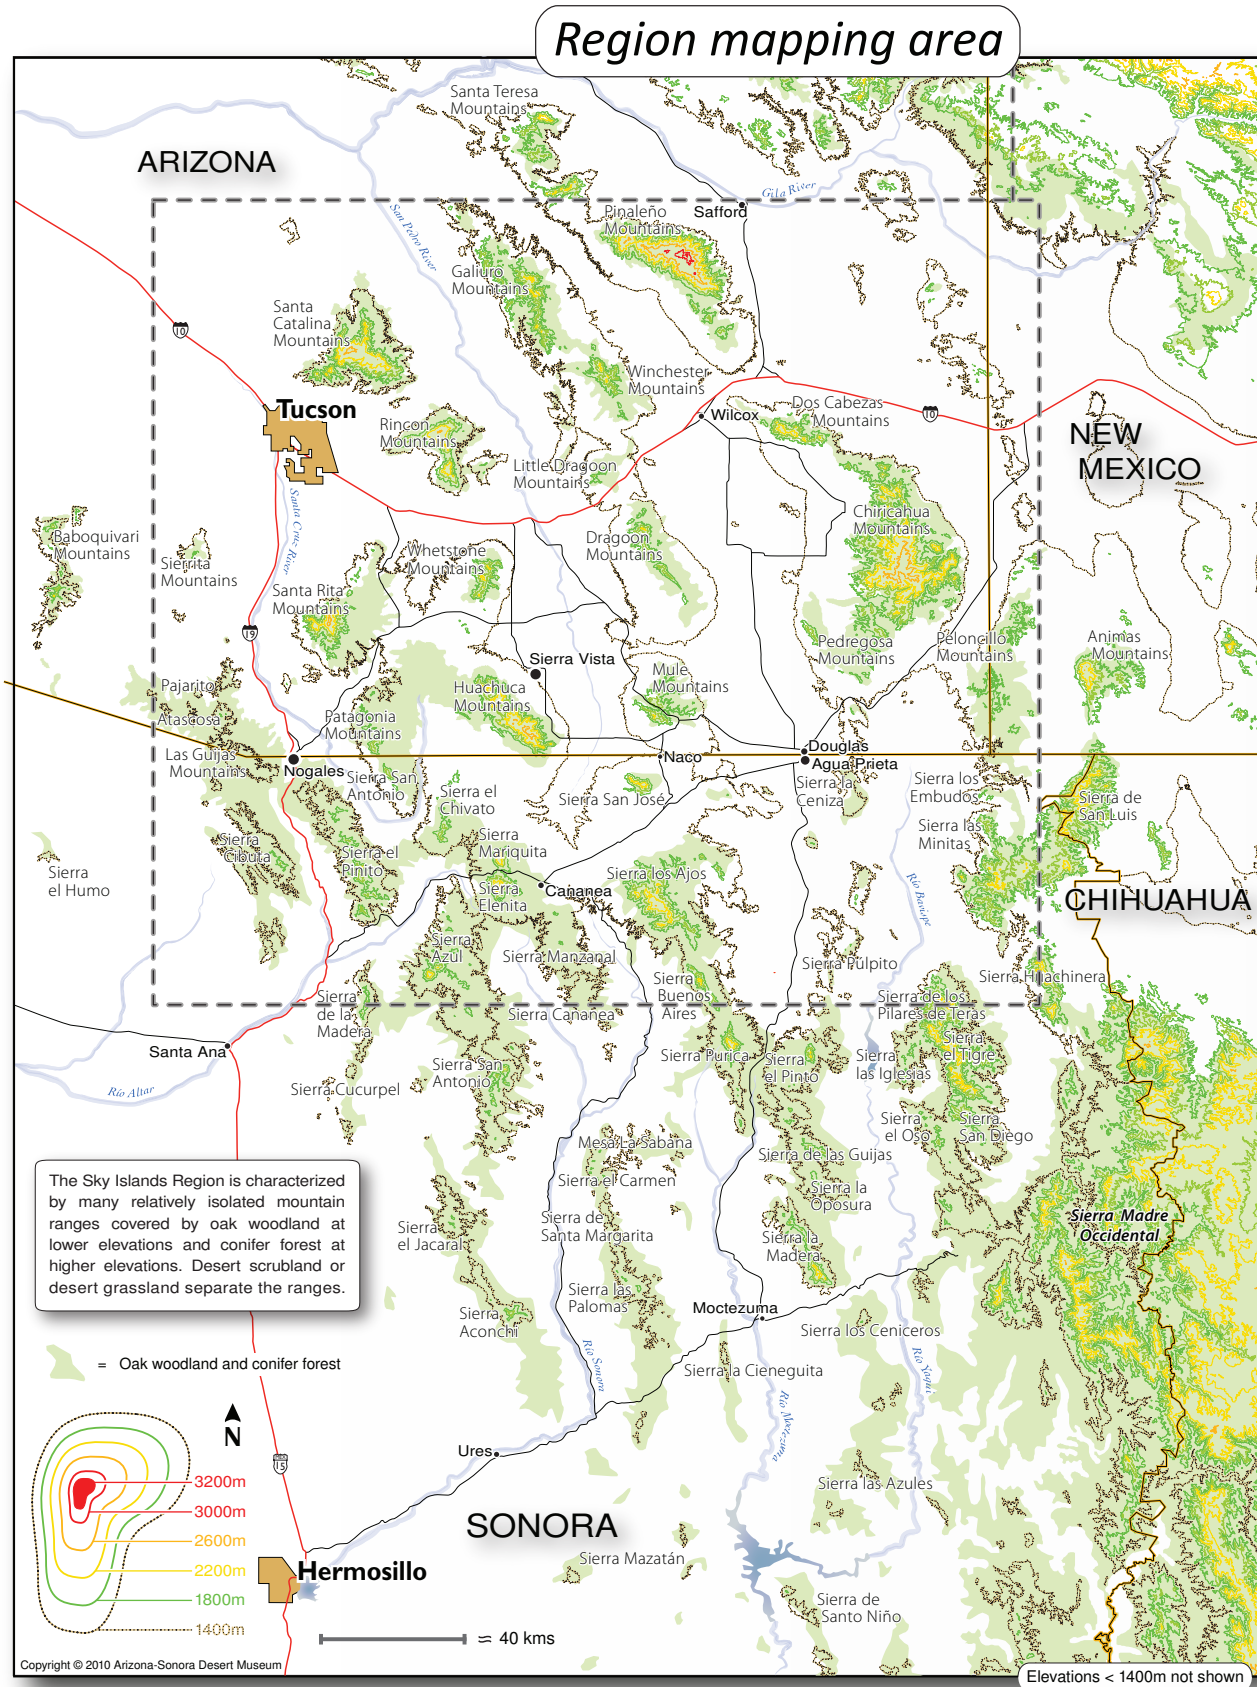 Region mapping area
Santa Teresa
Mountains
ARIZONA
Gila River
San Pedro River
Pinaleño
Mountains
Safford
Galiuro
Mountains
Santa
Catalina
Mountains
10
Winchester
Mountains
Dos Cabezas
Mountains
Tucson
Wilcox
10
Rincon
Mountains
NEW
MEXICO
Little Dragoon
Mountains
Santa Cruz River
Chiricahua
Mountains
Baboquivari
Mountains
Sierrita
Mountains
Whetstone
Mountains
Dragoon
Mountains
Santa Rita
Mountains
19
Pedregosa
Mountains
Peloncillo
Mountains
Animas
Mountains
Sierra Vista
Mule
Mountains
Pajarito
Atascosa
Huachuca
Mountains
Patagonia
Mountains
Las Guijas
Mountains
Nogales
Naco
Douglas
Agua Prieta
Sierra San
Antonio
Sierra el
Chivato
Sierra San José
Sierra la
Ceniza
Sierra los
Embudos
Sierra de
San Luis
Sierra las
Minitas
Sierra
Cibuta
Sierra el
Pinito
Sierra
Mariquita
Sierra
el Humo
Sierra
Elenita
Cananea
Sierra los Ajos
Río Bavispe
CHIHUAHUA
Sierra
Azul
Sierra Manzanal
Sierra Pulpito
Sierra Huachinera
Sierra
Buenos
Aires
Sierra
de la
Madera
Sierra Cananea
Sierra de los
Pilares de Teras
Santa Ana
Sierra
el Tigre
Sierra Purica
Sierra
el Pinto
Sierra
las Iglesias
Río Altar
Sierra Cucurpel
Sierra San
Antonio
Sierra
el Oso
Sierra
San Diego
Mesa La Sabana
Sierra de las Guijas
Sierra el Carmen
Sierra la
Oposura
The Sky Islands Region is characterized
by many relatively isolated mountain
ranges covered by oak woodland at
lower elevations and conifer forest at
higher elevations. Desert scrubland or
desert grassland separate the ranges.
Sierra
el Jacaral
Sierra de
Santa Margarita
Sierra la
Madera
Sierra Madre
Occidental
Sierra las
Palomas
Sierra
Aconchi
Moctezuma
Sierra los Ceniceros
Río Sonora
Río Yaqui
= Oak woodland and conifer forest
Sierra la Cieneguita
Río Moctezuma
N
Ures
15
Sierra las Azules
3200m
3000m
2600m
2200m
1800m
1400m
SONORA
Sierra Mazatán
Hermosillo
Sierra de
Santo Niño
≈ 40 kms
Copyright © 2010 Arizona-Sonora Desert Museum
Elevations < 1400m not shown